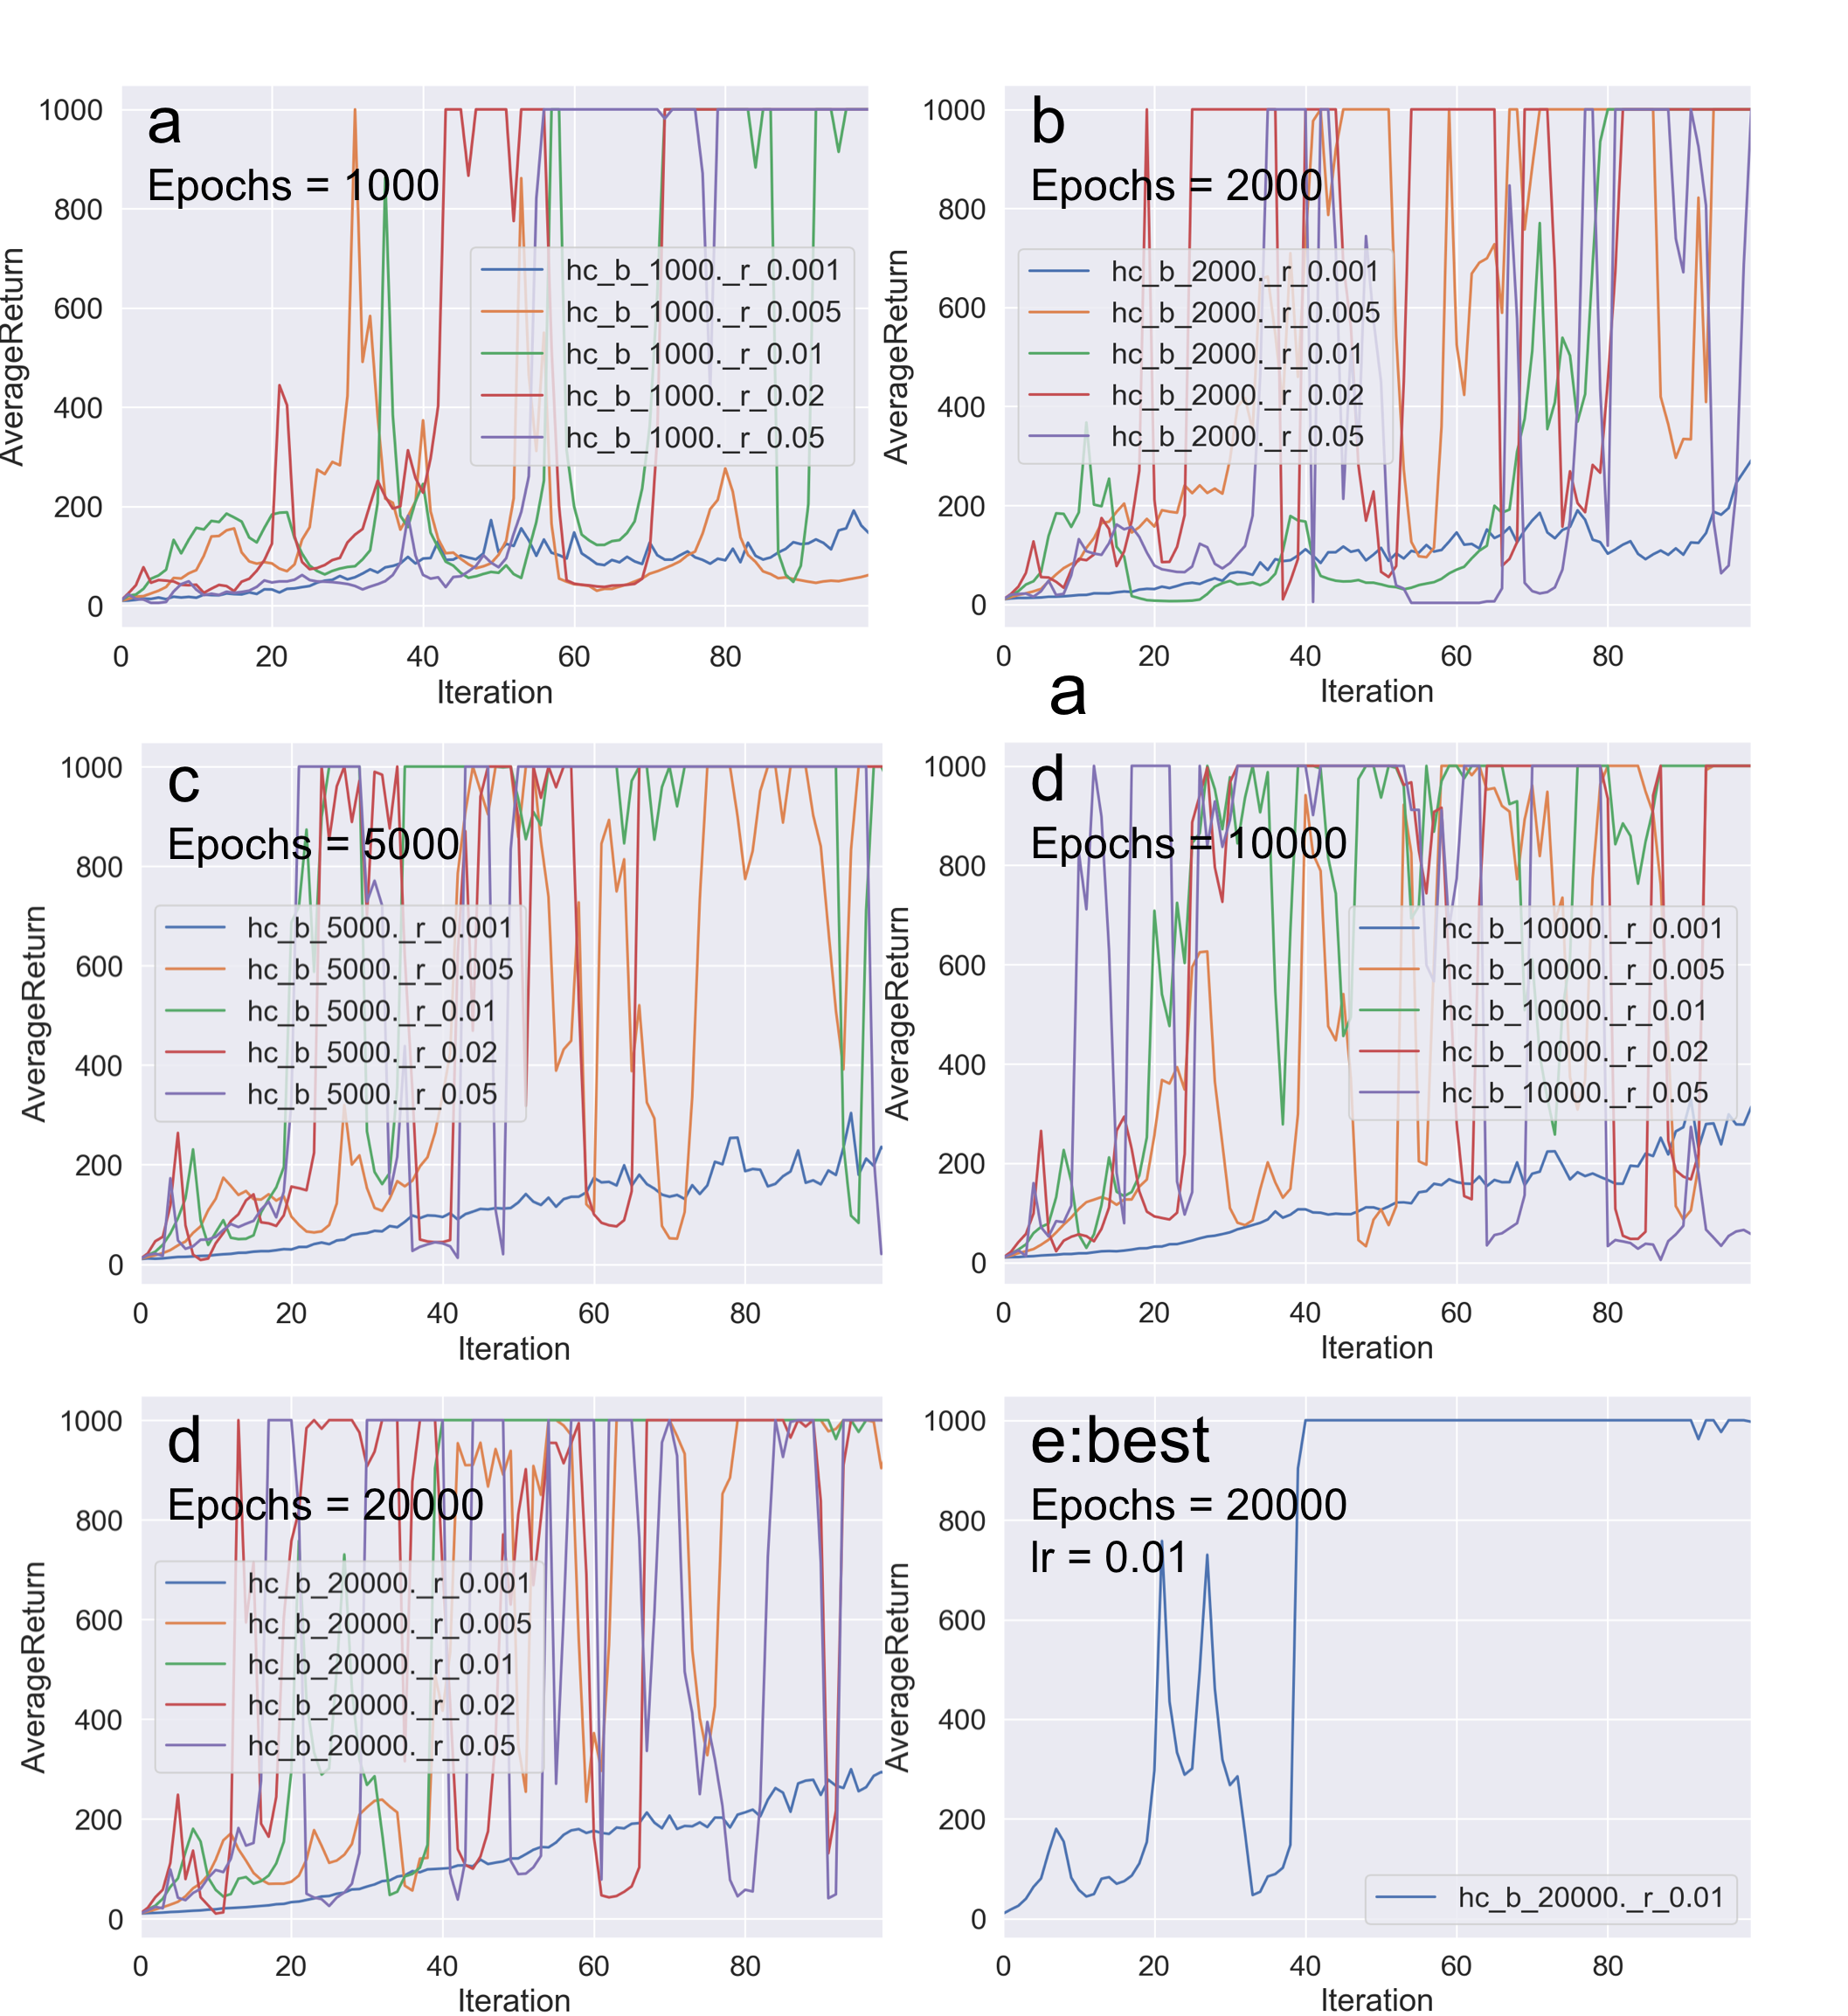 a
Epochs = 1000
1000
800
600
400
200
0
AverageReturn
hc_b_1000._r_0.001
hc_b_1000._r_0.005
hc_b_1000._r_0.01
hc_b_1000._r_0.02
hc_b_1000._r_0.05
0 20 40 60 80
Iteration
b
Epochs = 2000
1000
800
600
400
200
0
AverageReturn
hc_b_2000._r_0.001
hc_b_2000._r_0.005
hc_b_2000._r_0.01
hc_b_2000._r_0.02
hc_b_2000._r_0.05
0 20 40 60 80
Iteration
a
c
Epochs = 5000
1000
800
600
400
200
0
AverageReturn
hc_b_5000._r_0.001
hc_b_5000._r_0.005
hc_b_5000._r_0.01
hc_b_5000._r_0.02
hc_b_5000._r_0.05
0 20 40 60 80
Iteration
d
Epochs = 10000
1000
800
600
400
200
0
AverageReturn
hc_b_10000._r_0.001
hc_b_10000._r_0.005
hc_b_10000._r_0.01
hc_b_10000._r_0.02
hc_b_10000._r_0.05
0 20 40 60 80
Iteration
d
Epochs = 20000
1000
800
600
400
200
0
AverageReturn
hc_b_20000._r_0.001
hc_b_20000._r_0.005
hc_b_20000._r_0.01
hc_b_20000._r_0.02
hc_b_20000._r_0.05
0 20 40 60 80
Iteration
e:best
Epochs = 20000
lr = 0.01
1000
800
600
400
200
0
AverageReturn
hc_b_20000._r_0.01
0 20 40 60 80
Iteration